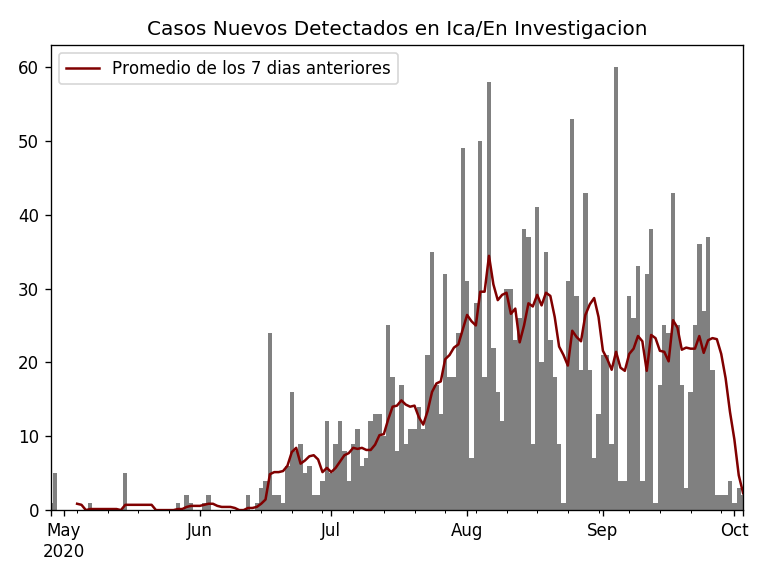 Casos Nuevos Detectados en Ica/En Investigacion
Promedio de los 7 dias anteriores
60
50
40
30
20
10
0
May Jun Jul Aug Sep Oct
2020